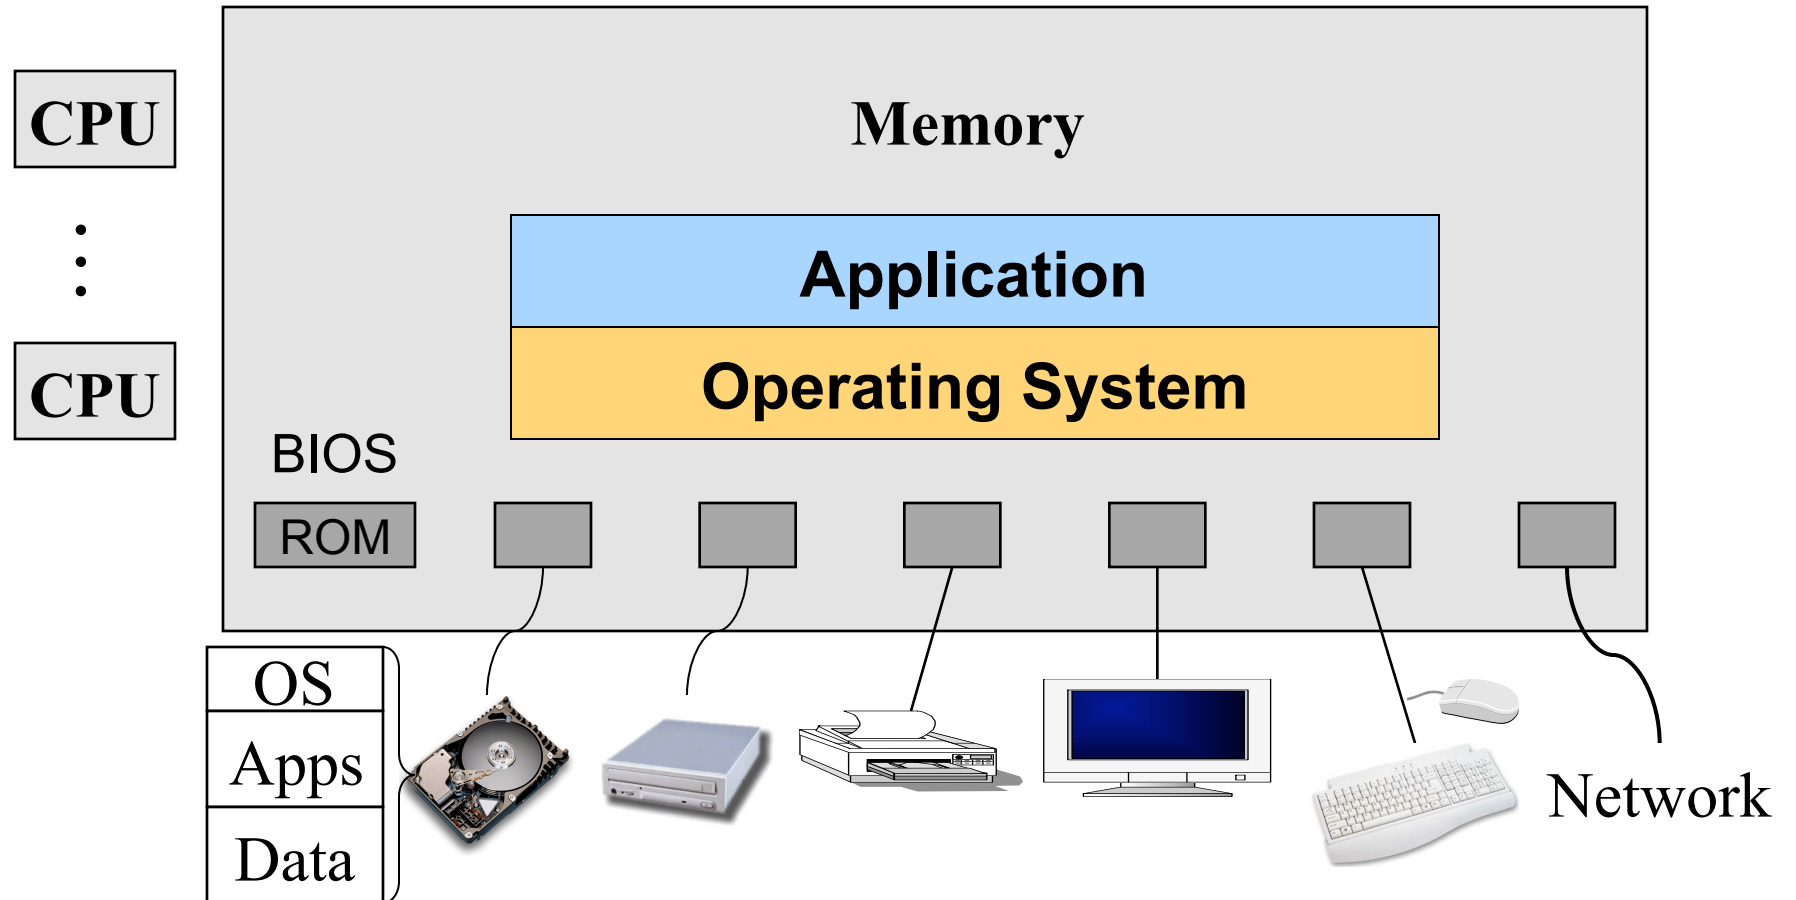 CPU
Memory
Application
CPU
Operating System
BIOS
ROM
OS
Apps
Data
Network